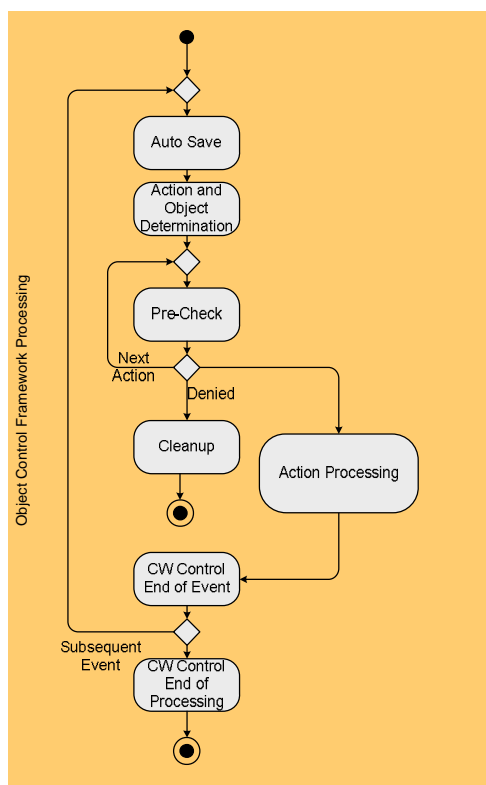 Object Control Framework Processing
Auto Save
Action and
Object
Determination
Pre-Check
Next
Action
Denied
Cleanup
Action Processing
CW Control
End of Event
Subsequent
Event
CW Control
End of
Processing